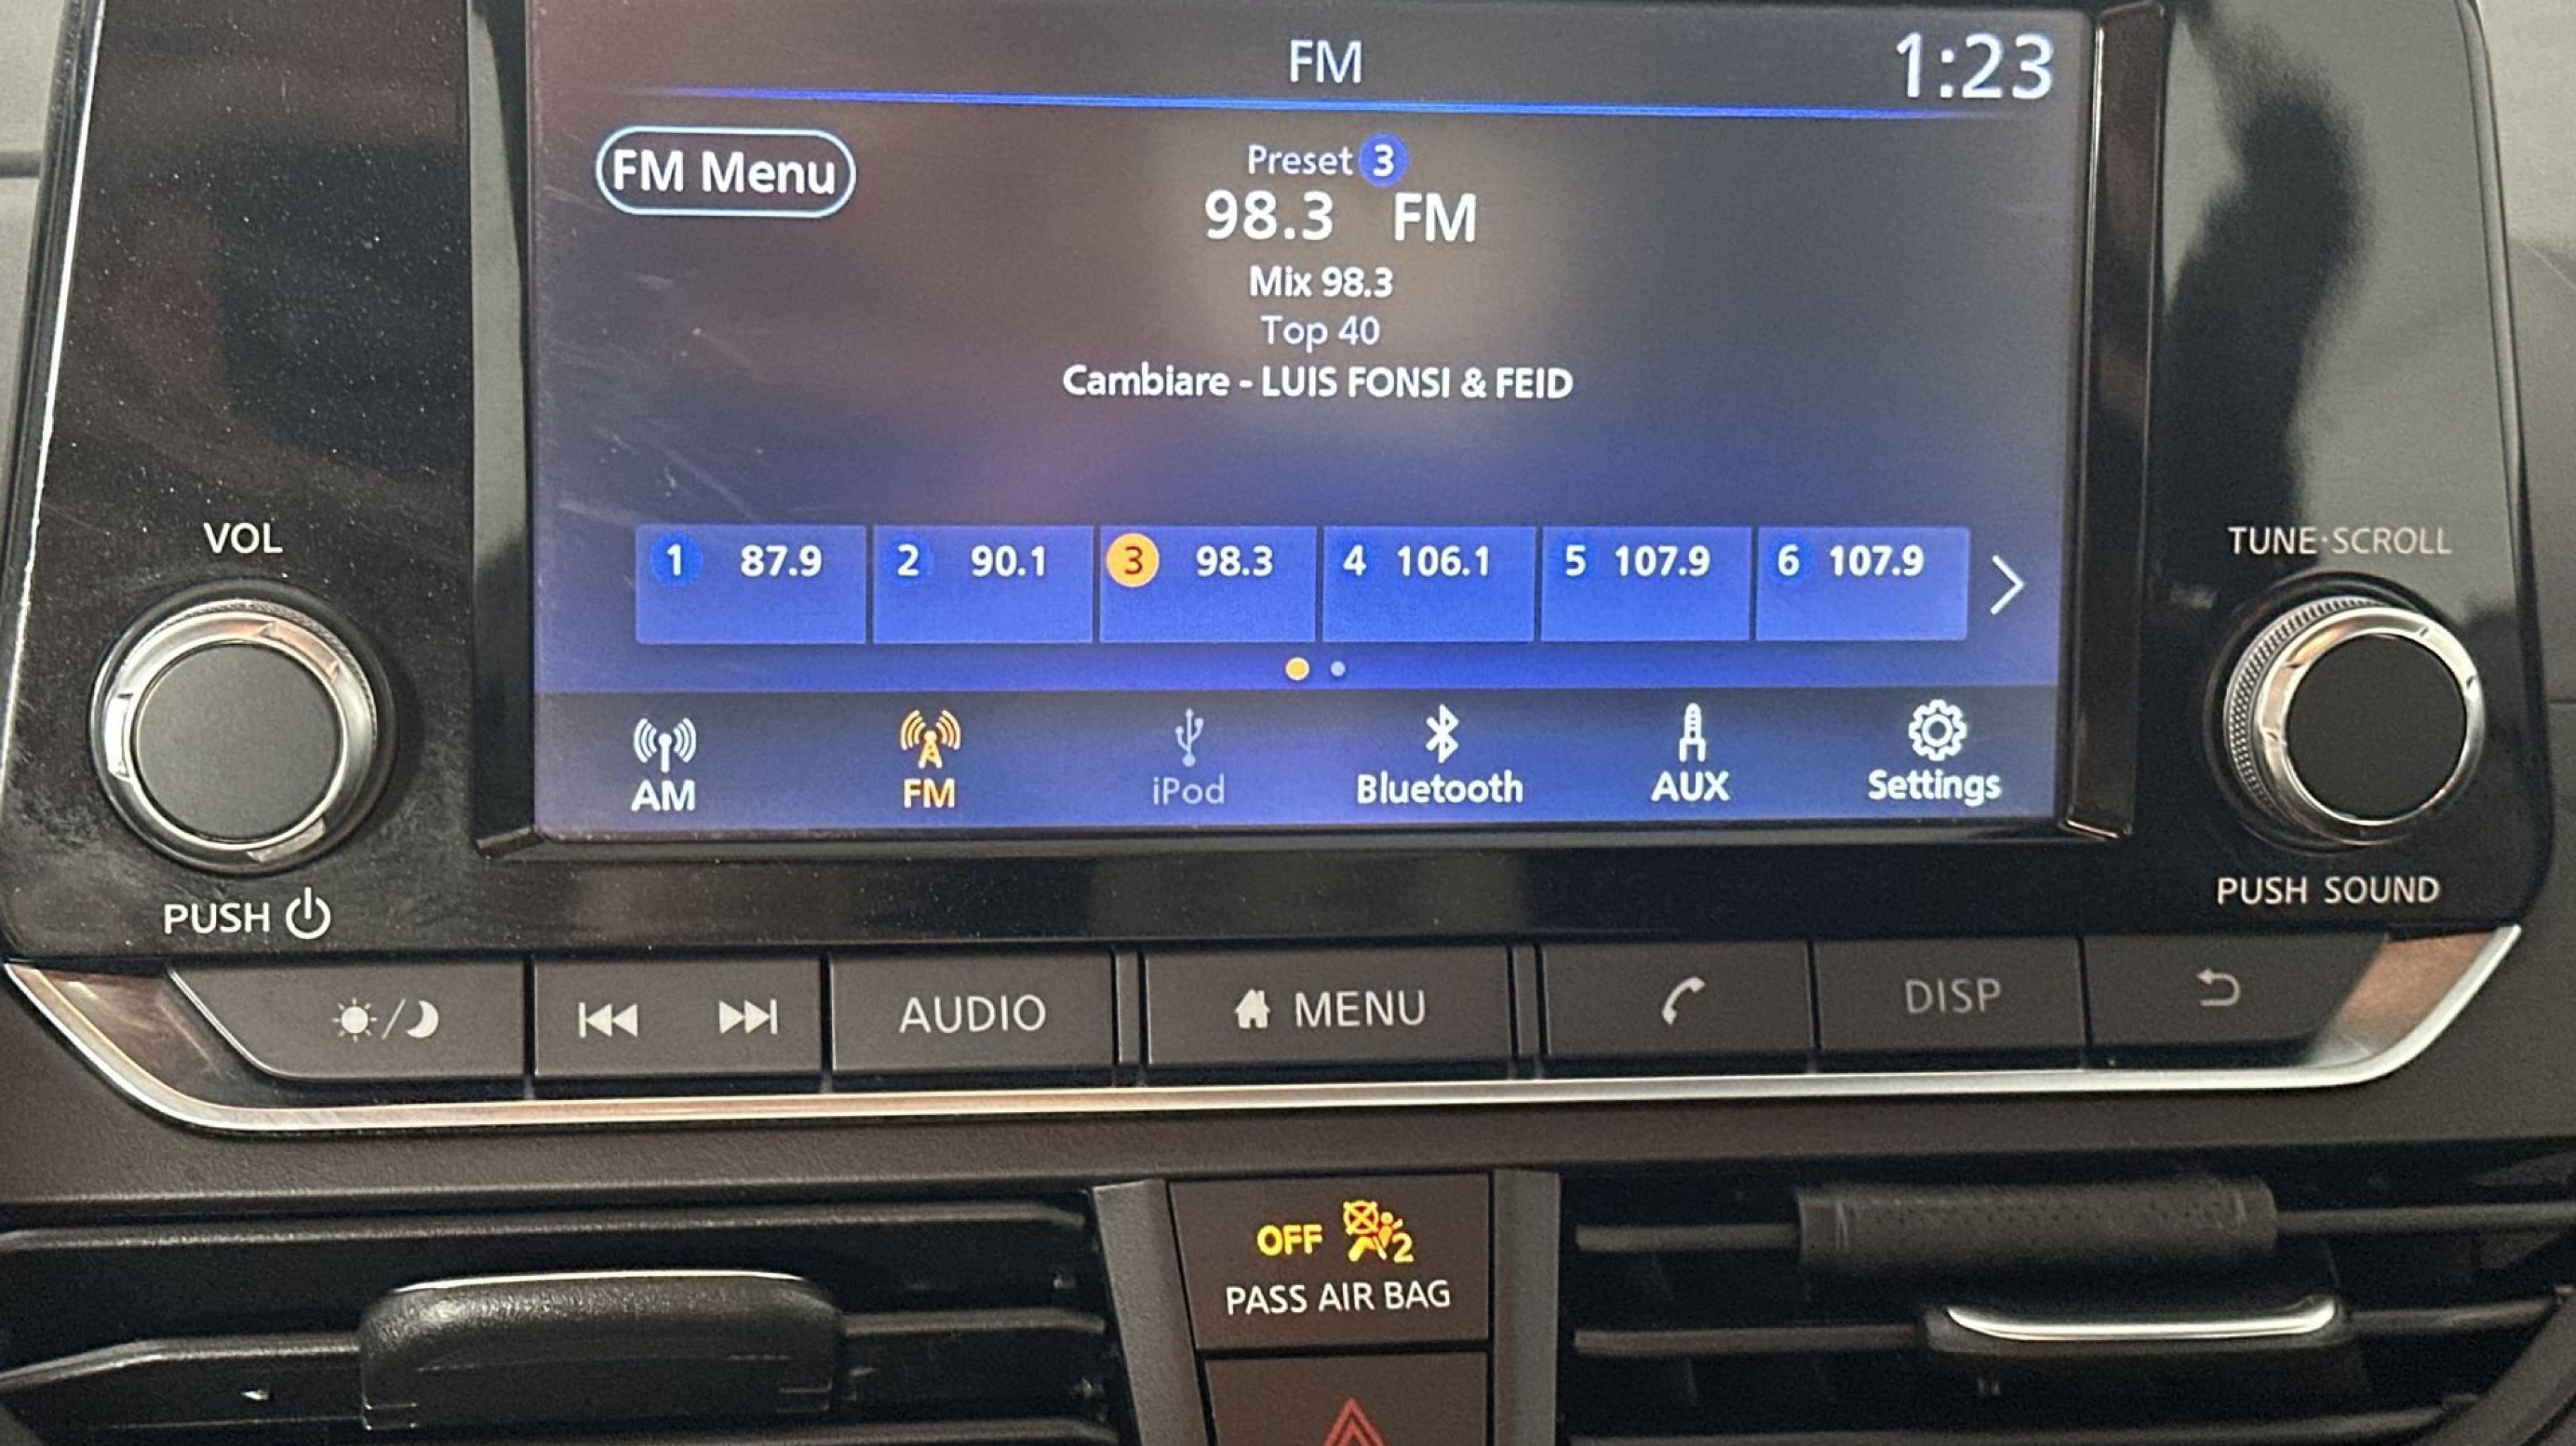 FM
1:23
FM Menu
Preset 3
98.3 FM
Mix 98.3
Top 40
Cambiare - LUIS FONSI & FEID
1 87.9
2 90.1
3 98.3
4 106.1
5 107.9
6 107.9
AM
FM
iPod
Bluetooth
AUX
Settings
VOL
PUSH
TUNE·SCROLL
PUSH SOUND
AUDIO
MENU
DISP
OFF 2
PASS AIR BAG